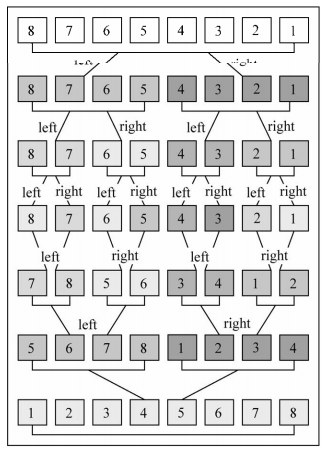 8 7 6 5 4 3 2 1
8 7 6 5 4 3 2 1
left right left right
8 7 6 5 4 3 2 1
left right left right left right left right
8 7 6 5 4 3 2 1
left right left right
7 8 5 6 3 4 1 2
left right
5 6 7 8 1 2 3 4
1 2 3 4 5 6 7 8